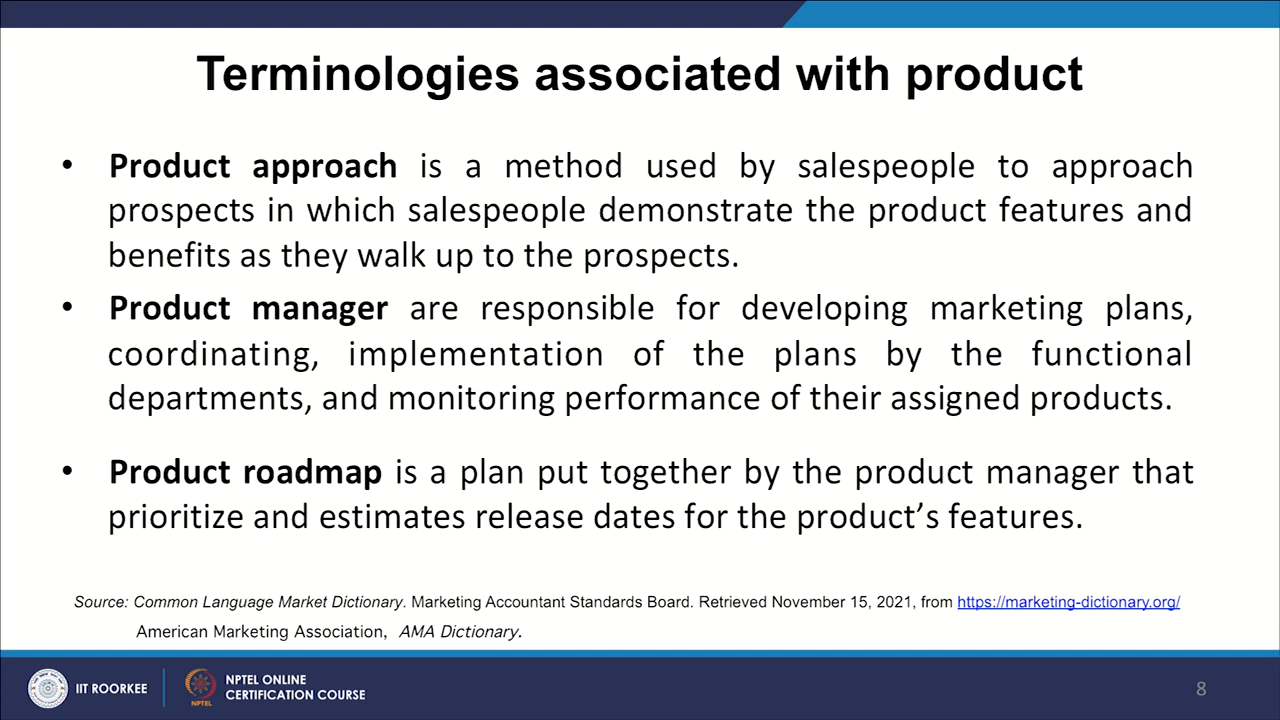 Terminologies associated with product
• Product approach is a method used by salespeople to approach
prospects in which salespeople demonstrate the product features and
benefits as they walk up to the prospects.
• Product manager are responsible for developing marketing plans,
coordinating, implementation of the plans by the functional
departments, and monitoring performance of their assigned products.
• Product roadmap is a plan put together by the product manager that
prioritize and estimates release dates for the product’s features.
Source: Common Language Market Dictionary. Marketing Accountant Standards Board. Retrieved November 15, 2021, from https://marketing-dictionary.org/
American Marketing Association, AMA Dictionary.
IIT ROORKEE
NPTEL
NPTEL ONLINE
CERTIFICATION COURSE
8